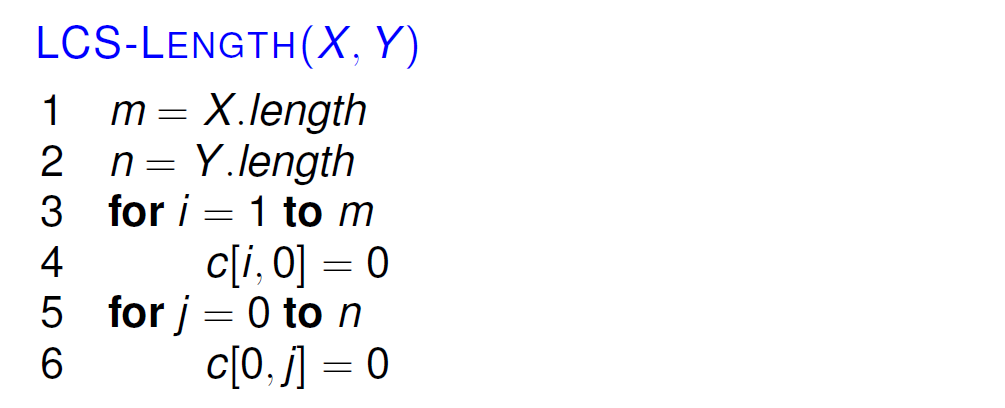 LCS-LENGTH(X, Y)
1 m = X.length
2 n = Y.length
3 for i = 1 to m
4 c[i, 0] = 0
5 for j = 0 to n
6 c[0, j] = 0